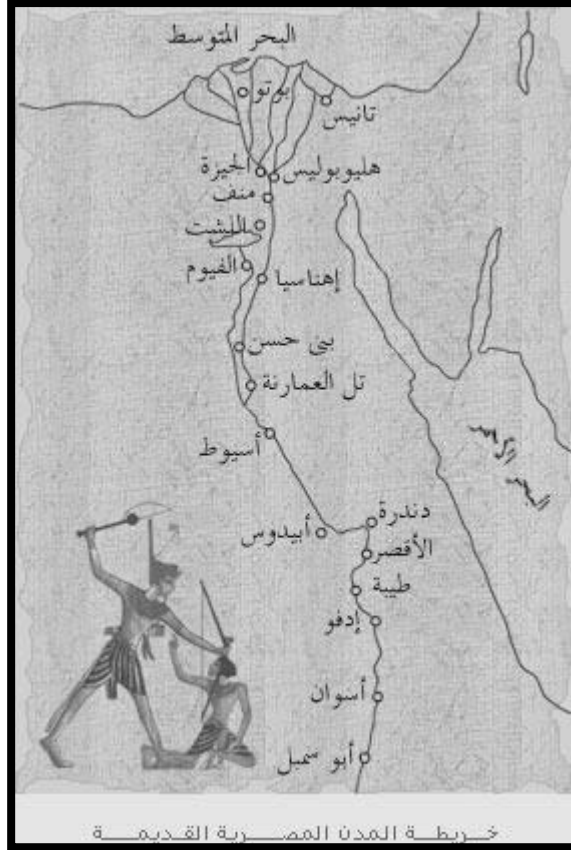 البحر المتوسط
بوتو
تانيس
الجيزة
هليوبوليس
منف
اللشت
الفيوم
إهناسيا
بنى حسن
تل العمارنة
أسيوط
البحر الأحمر
دندرة
أبيدوس
الأقصر
طيبة
إدفو
أسوان
أبو سمبل
خريطة المدن المصرية القديمة